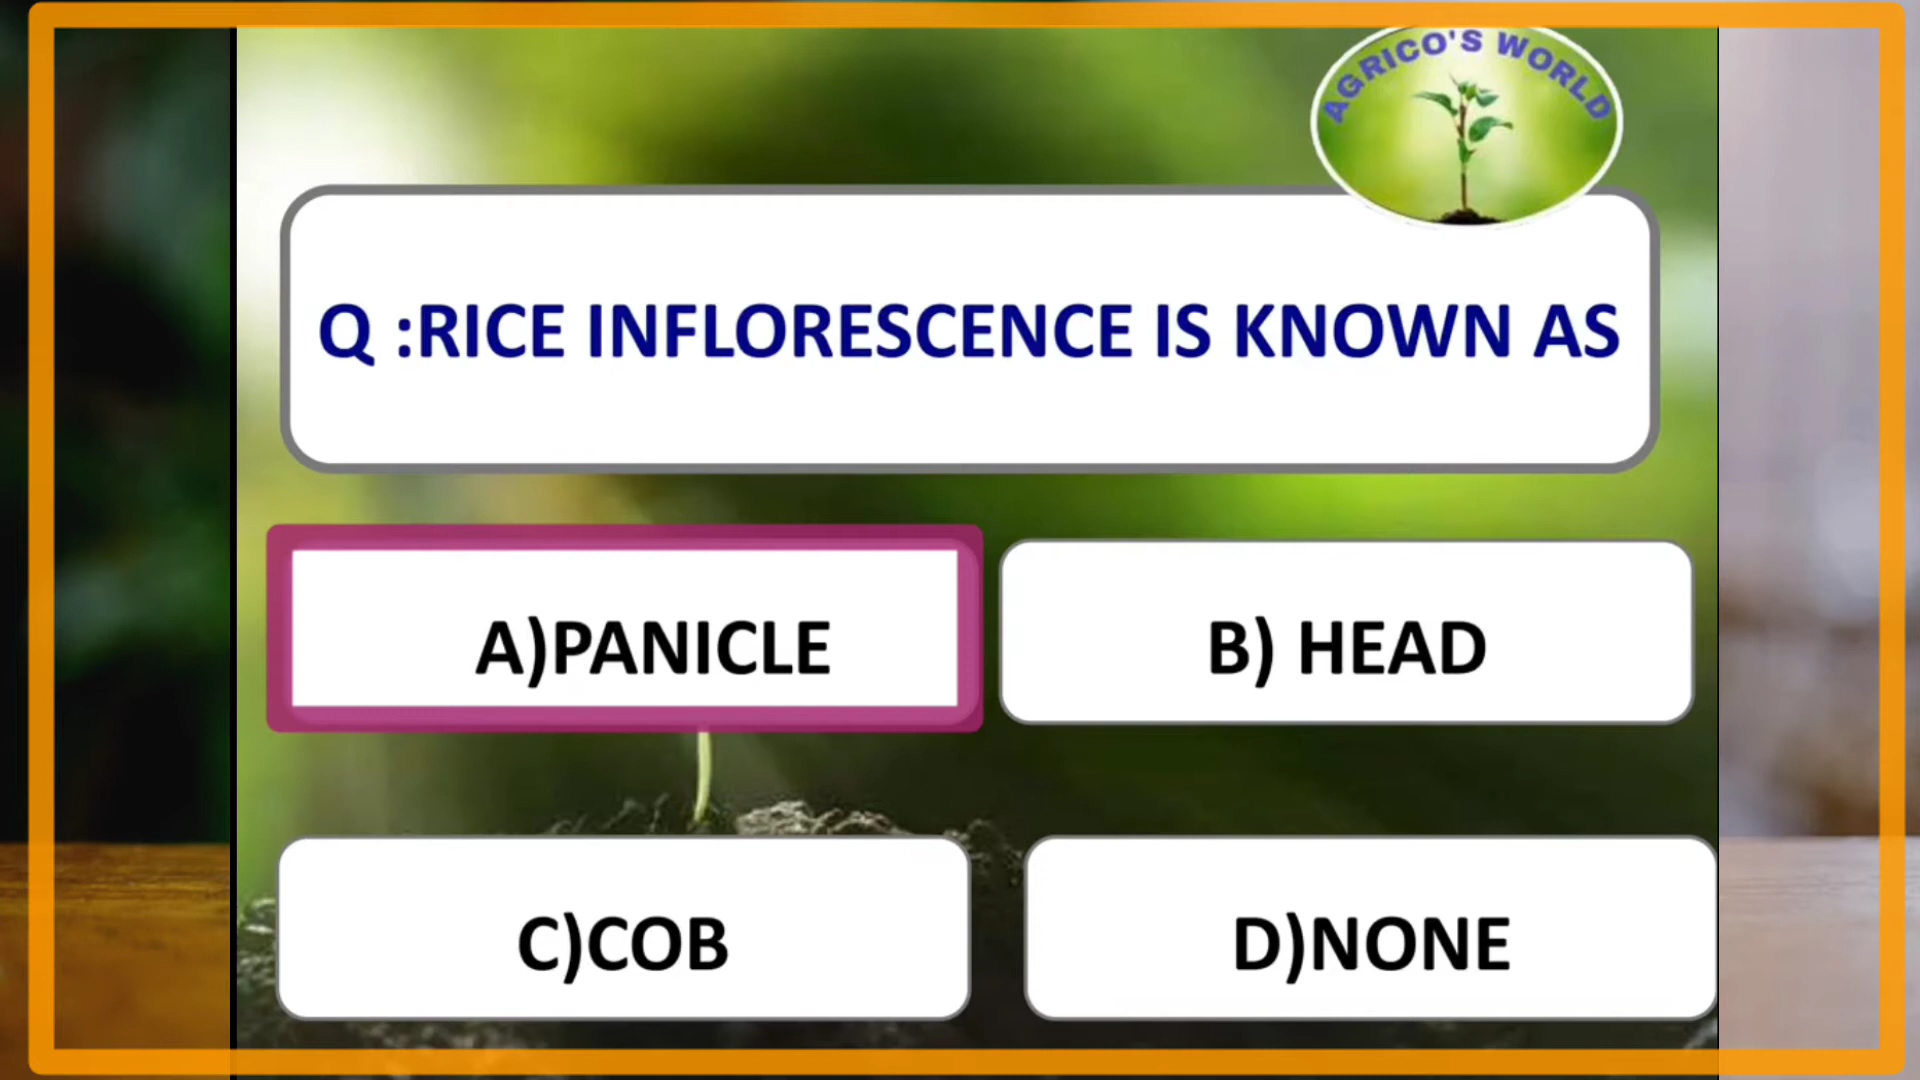 AGRICO'S WORLD
Q :RICE INFLORESCENCE IS KNOWN AS
A)PANICLE
B) HEAD
C)COB
D)NONE